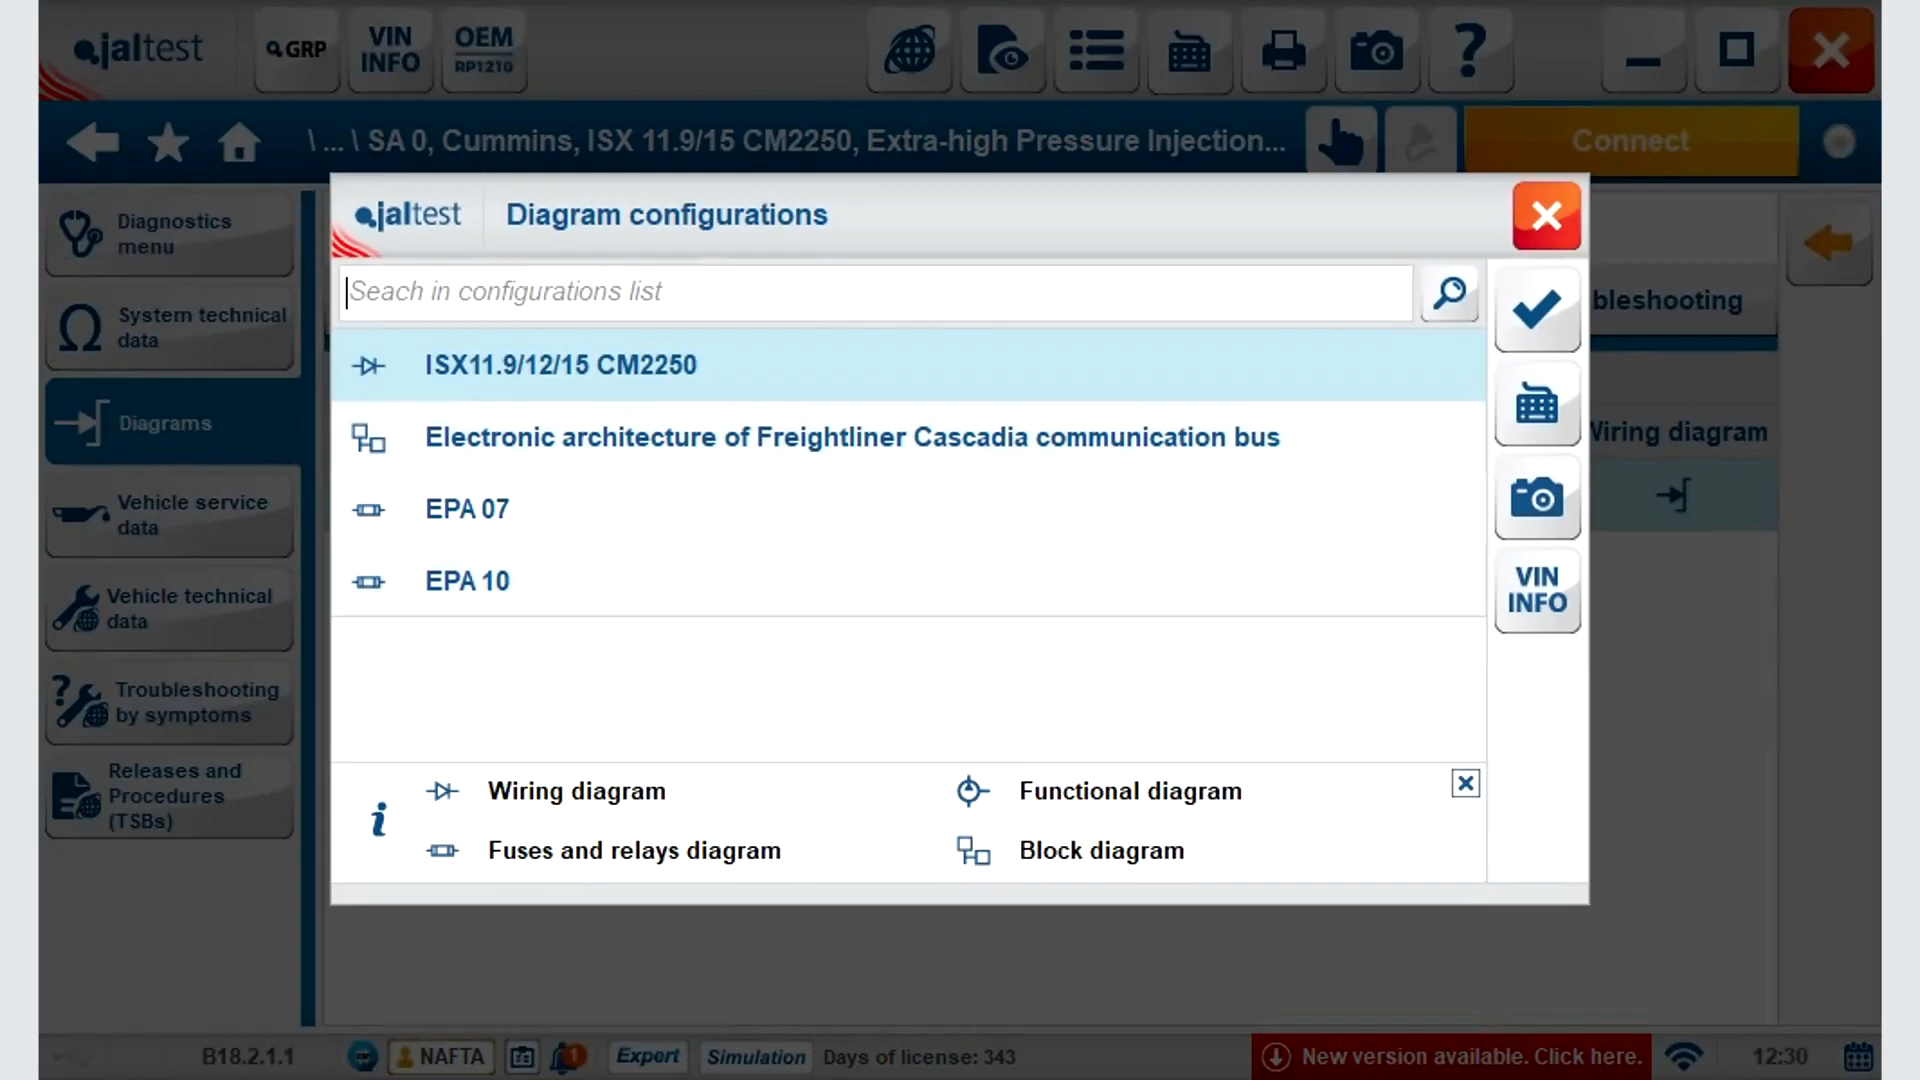 jaltest
GRP
VIN
INFO
OEM
RP1210
?
\ ... \ SA 0, Cummins, ISX 11.9/15 CM2250, Extra-high Pressure Injection...
Connect
Diagnostics
menu
System technical
data
Diagrams
Vehicle service
data
Vehicle technical
data
Troubleshooting
by symptoms
Releases and
Procedures
(TSBs)
jaltest
Diagram configurations
Seach in configurations list
ISX11.9/12/15 CM2250
Electronic architecture of Freightliner Cascadia communication bus
EPA 07
EPA 10
VIN
INFO
bleshooting
Wiring diagram
Wiring diagram
Functional diagram
Fuses and relays diagram
Block diagram
B18.2.1.1
NAFTA
1
Expert
Simulation
Days of license: 343
New version available. Click here.
12:30